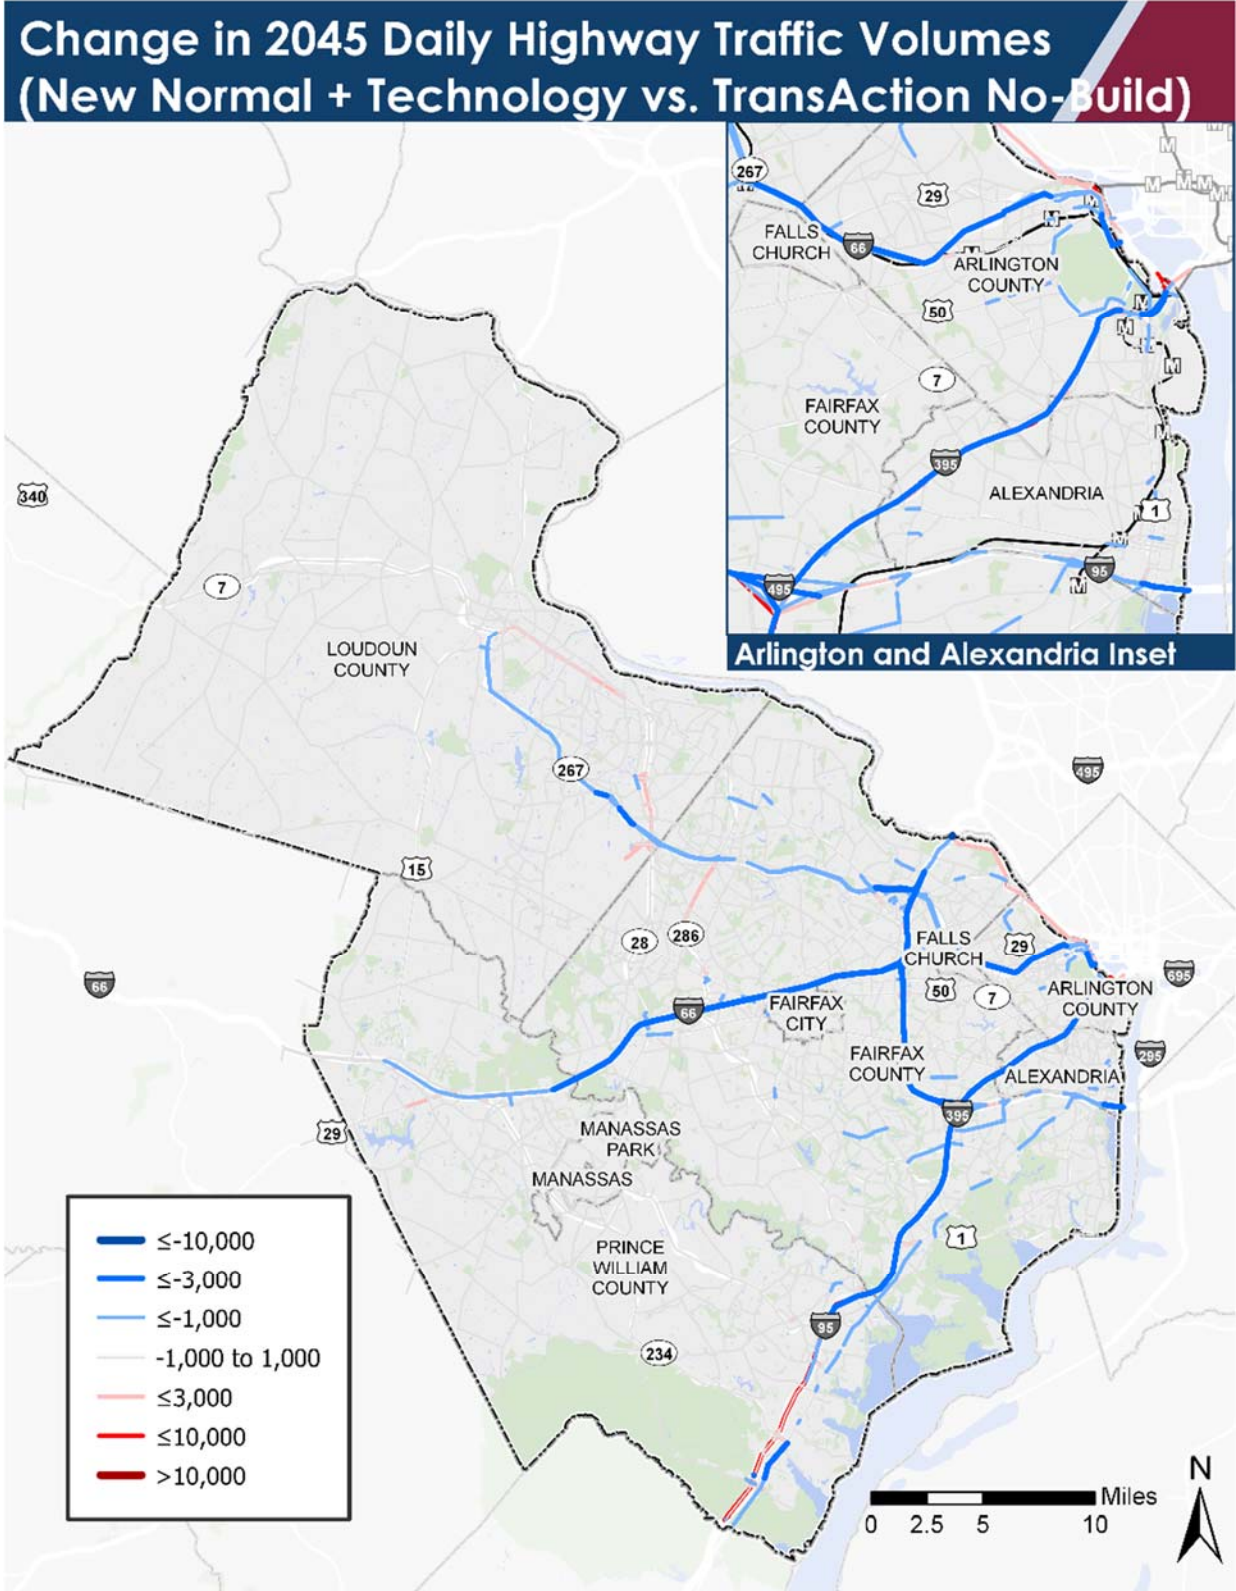 Change in 2045 Daily Highway Traffic Volumes
(New Normal + Technology vs. TransAction No-Build)
267
29
FALLS
CHURCH
66
ARLINGTON
COUNTY
50
7
FAIRFAX
COUNTY
395
ALEXANDRIA
1
95
495
M
M
M
M
M
M
M
M
M
M
M
Arlington and Alexandria Inset
340
7
LOUDOUN
COUNTY
267
495
15
28
286
FALLS
CHURCH
29
66
50
7
695
ARLINGTON
COUNTY
66
FAIRFAX
CITY
FAIRFAX
COUNTY
295
ALEXANDRIA
395
29
MANASSAS
PARK
MANASSAS
1
PRINCE
WILLIAM
COUNTY
95
234
≤-10,000
≤-3,000
≤-1,000
-1,000 to 1,000
≤3,000
≤10,000
>10,000
N
Miles
0 2.5 5 10